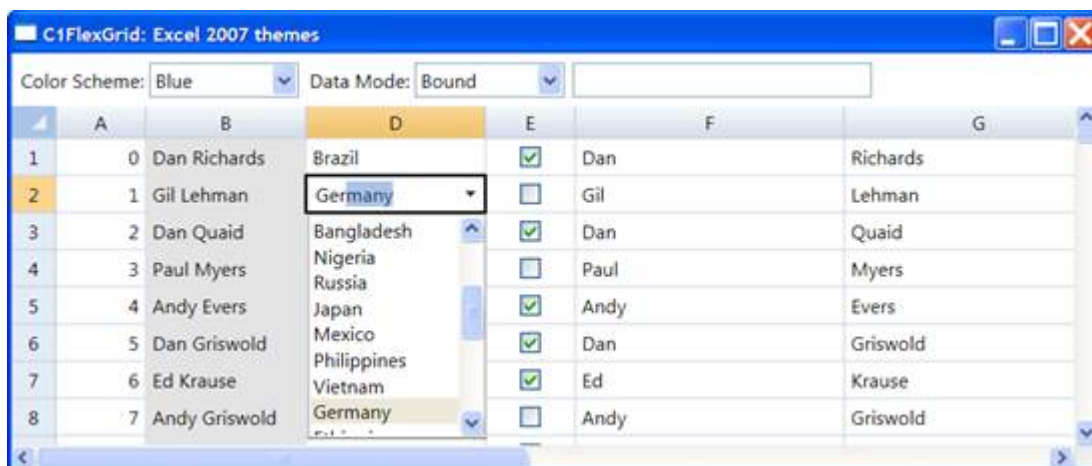 C1FlexGrid: Excel 2007 themes
Color Scheme: Blue Data Mode: Bound
A B D E F G
1 0 Dan Richards Brazil Dan Richards
2 1 Gil Lehman Germany Gil Lehman
3 2 Dan Quaid Bangladesh Dan Quaid
Nigeria
4 3 Paul Myers Russia Paul Myers
5 4 Andy Evers Japan Andy Evers
Mexico
6 5 Dan Griswold Philippines Dan Griswold
7 6 Ed Krause Vietnam Ed Krause
8 7 Andy Griswold Germany Andy Griswold